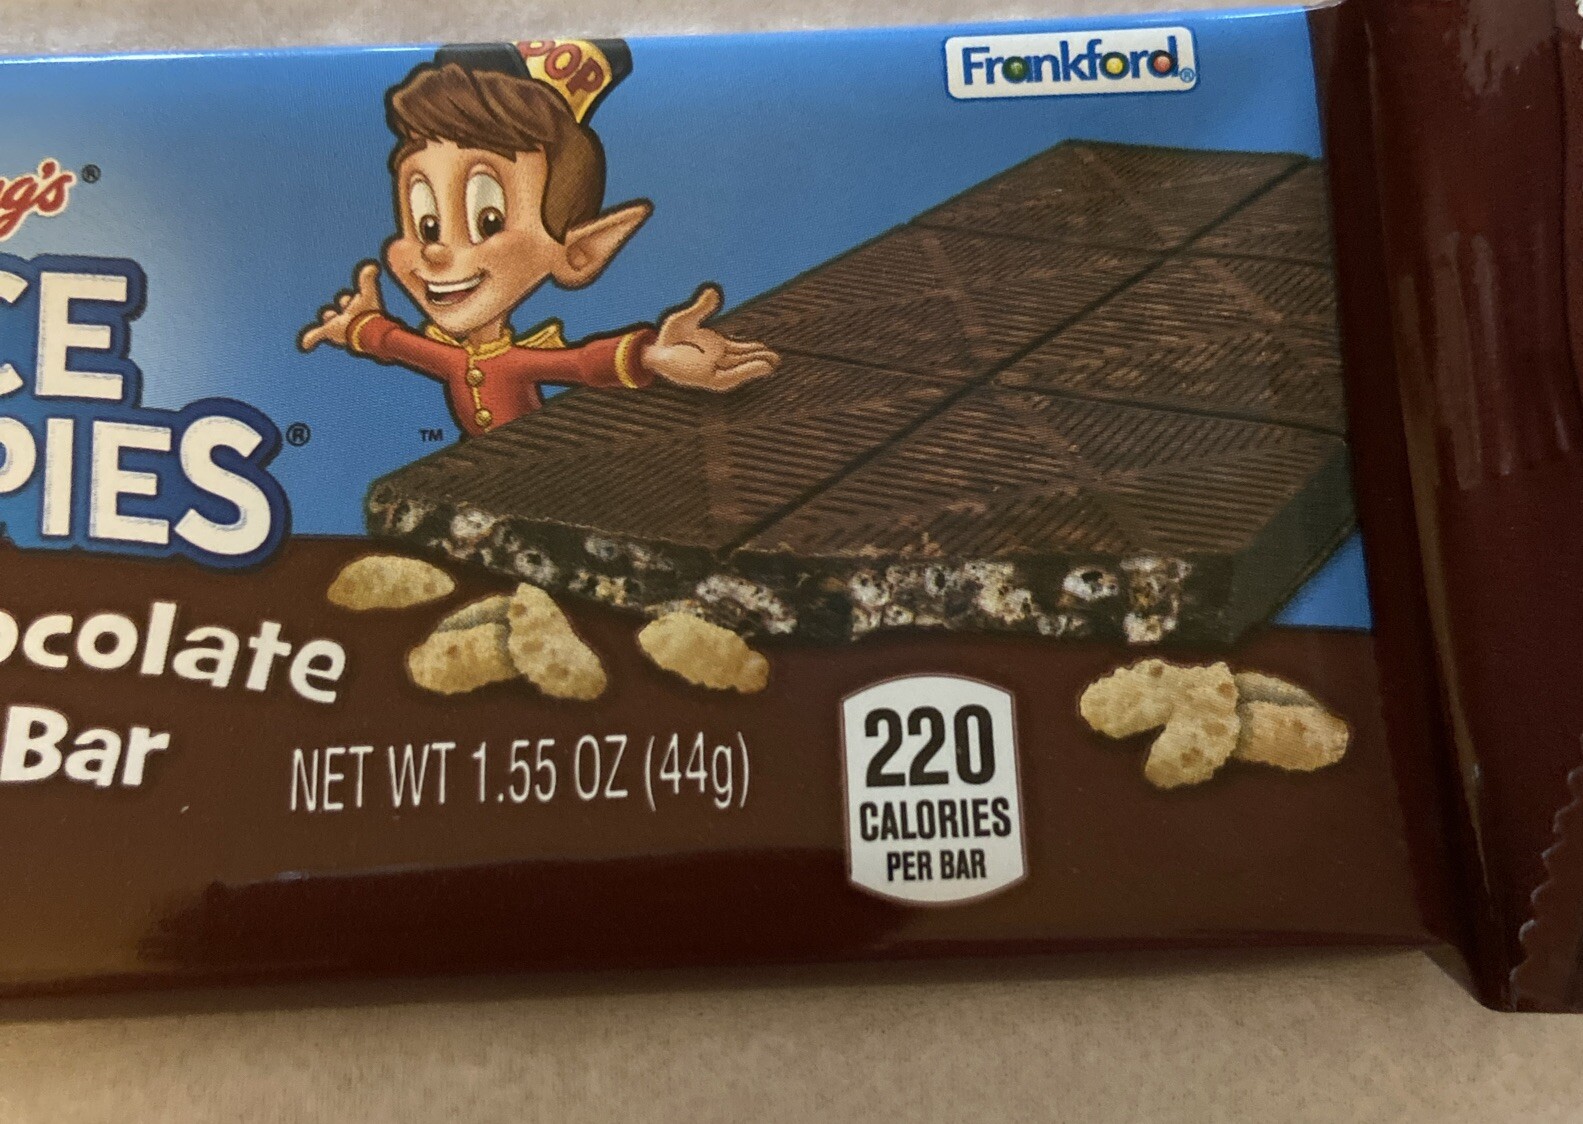 POP
Frankford®
g's®
CE
PIES®
TM
ocolate
Bar
NET WT 1.55 OZ (44g)
220
CALORIES
PER BAR